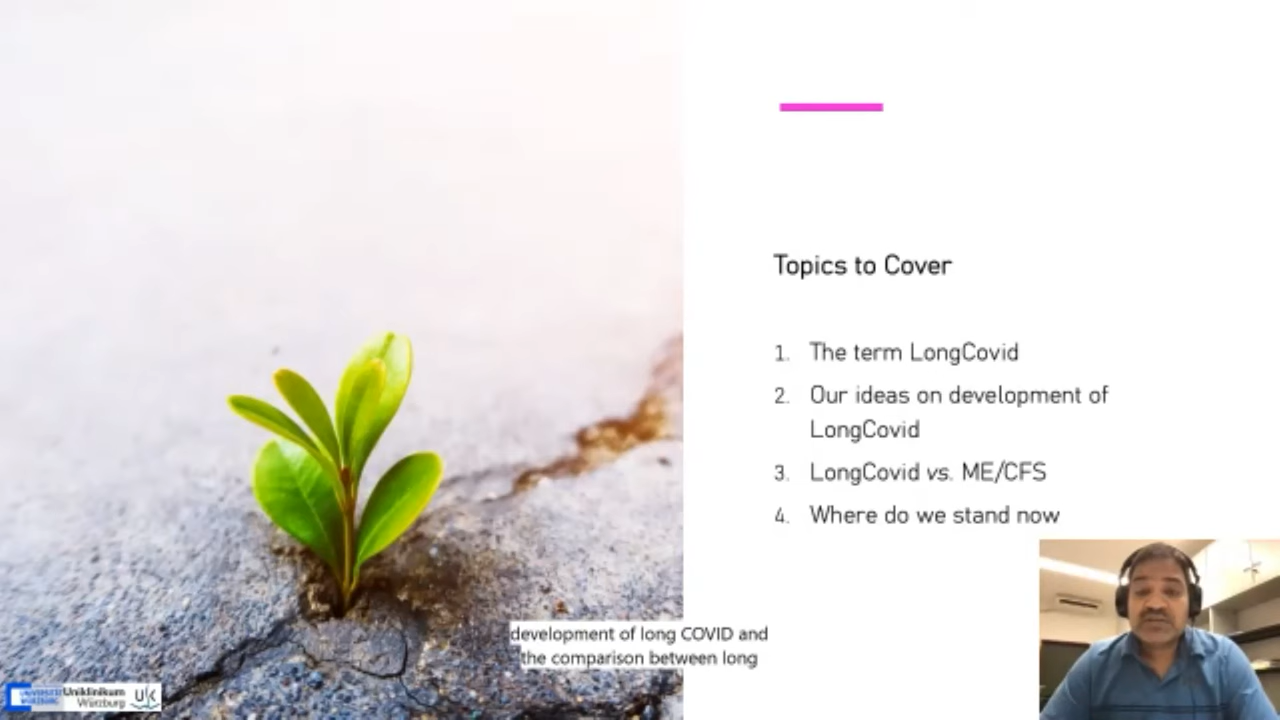 Topics to Cover
1. The term LongCovid
2. Our ideas on development of
LongCovid
3. LongCovid vs. ME/CFS
4. Where do we stand now
development of long COVID and
the comparison between long
Uniklinikum
Würzburg
UK